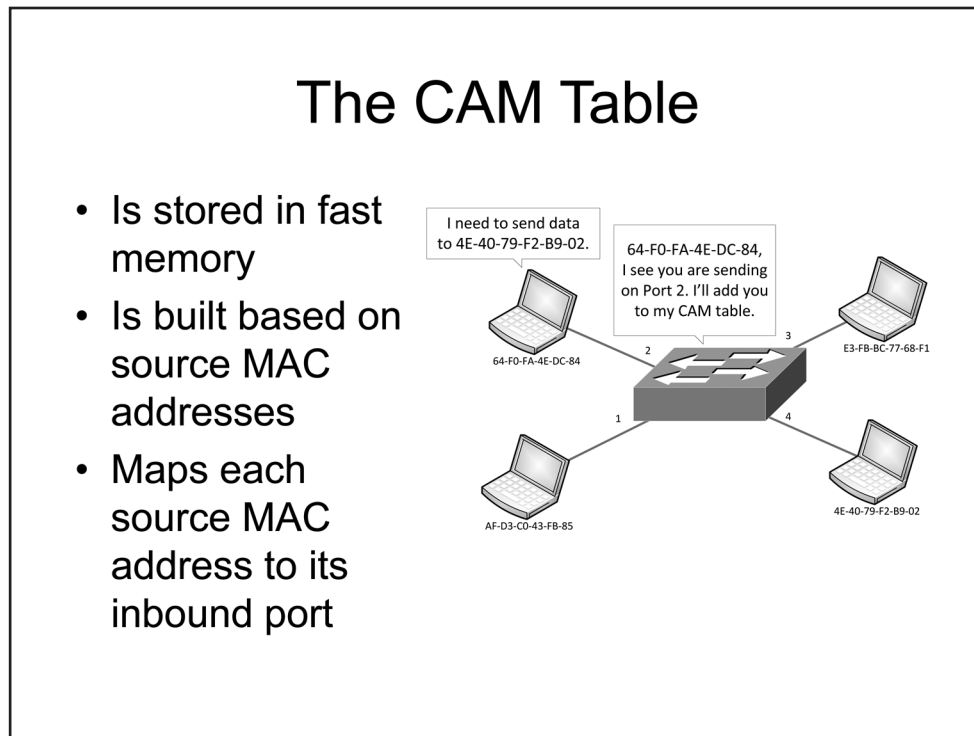 The CAM Table
• Is stored in fast
memory
• Is built based on
source MAC
addresses
• Maps each
source MAC
address to its
inbound port
I need to send data
to 4E-40-79-F2-B9-02.
64-F0-FA-4E-DC-84,
I see you are sending
on Port 2. I’ll add you
to my CAM table.
64-F0-FA-4E-DC-84
2
3
E3-FB-BC-77-68-F1
1
4
AF-D3-C0-43-FB-85
4E-40-79-F2-B9-02